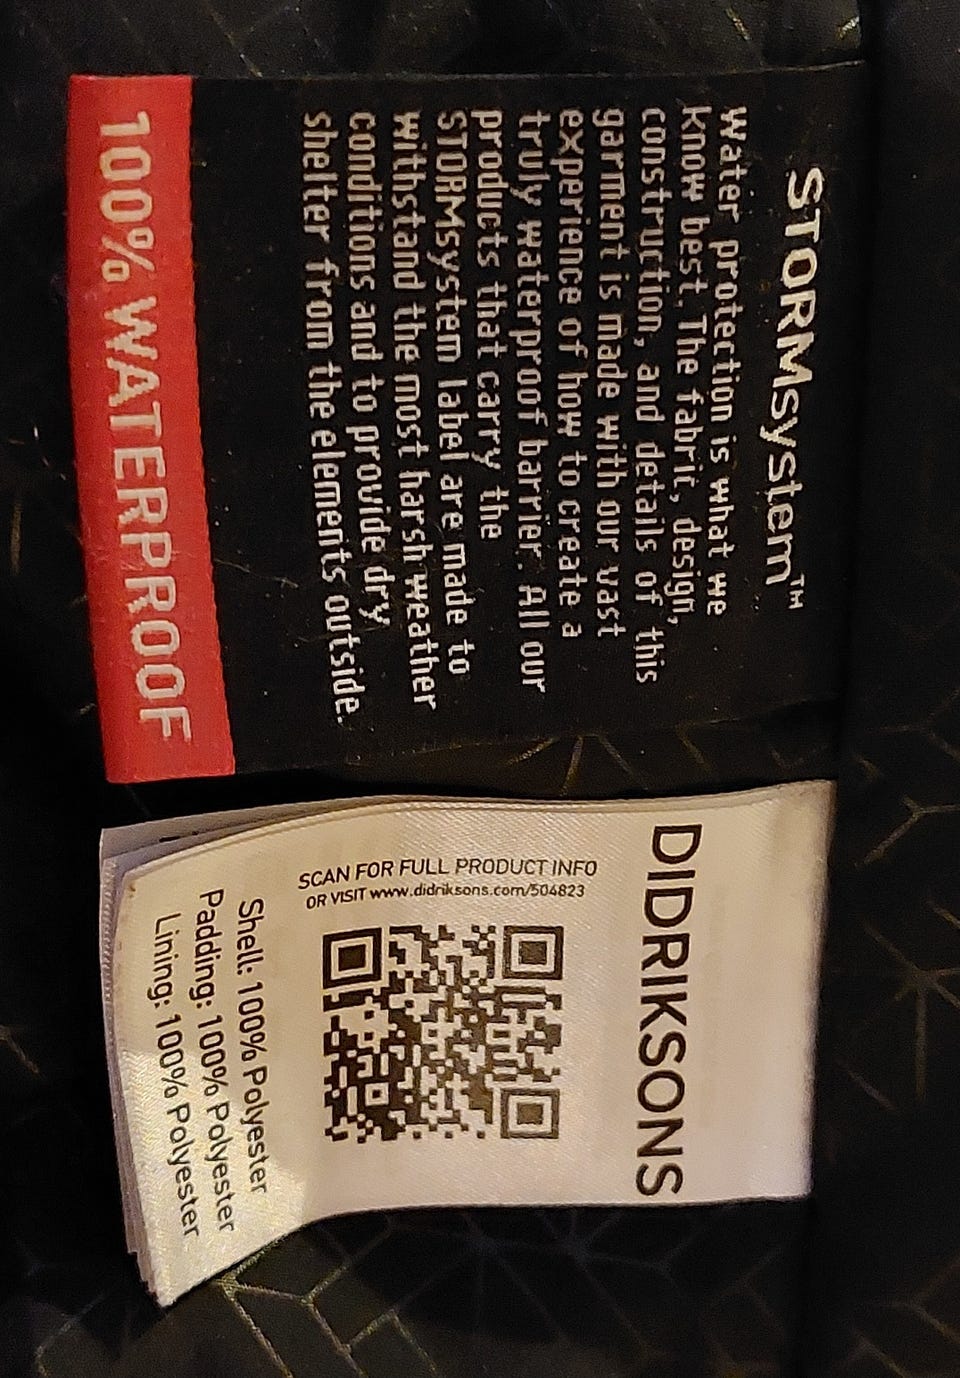 STORMsystem™
Water protection is what we
know best. The fabric, design,
construction, and details of this
garment is made with our vast
experience of how to create a
truly waterproof barrier. All our
products that carry the
STORMsystem label are made to
withstand the most harsh weather
conditions and to provide dry
shelter from the elements outside.
100% WATERPROOF
DIDRIKSONS
SCAN FOR FULL PRODUCT INFO
OR VISIT www.didriksons.com/504823
Shell: 100% Polyester
Padding: 100% Polyester
Lining: 100% Polyester